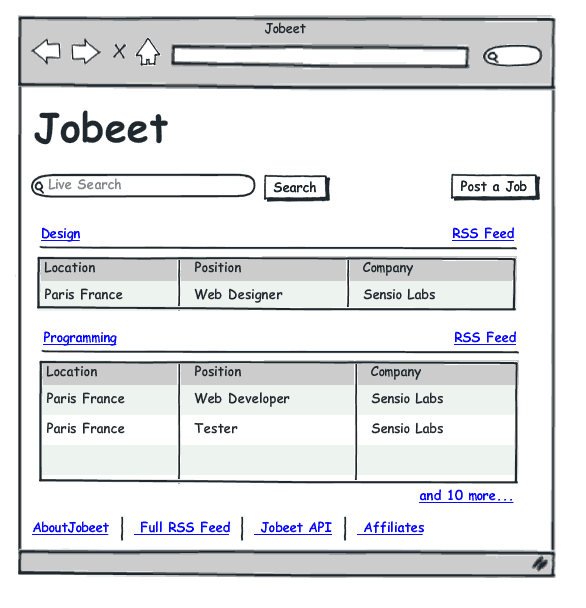 Jobeet
Jobeet
Live Search Search Post a Job
Design RSS Feed
Location Position Company
Paris France Web Designer Sensio Labs
Programming RSS Feed
Location Position Company
Paris France Web Developer Sensio Labs
Paris France Tester Sensio Labs
and 10 more...
AboutJobeet Full RSS Feed Jobeet API Affiliates